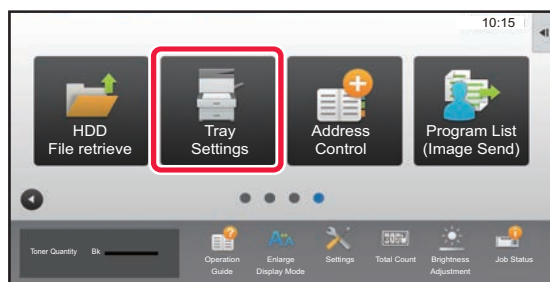 10:15
HDD
File retrieve
Tray
Settings
Address
Control
Program List
(Image Send)
Toner Quantity Bk
Operation
Guide
Enlarge
Display Mode
Settings
Total Count
Brightness
Adjustment
Job Status